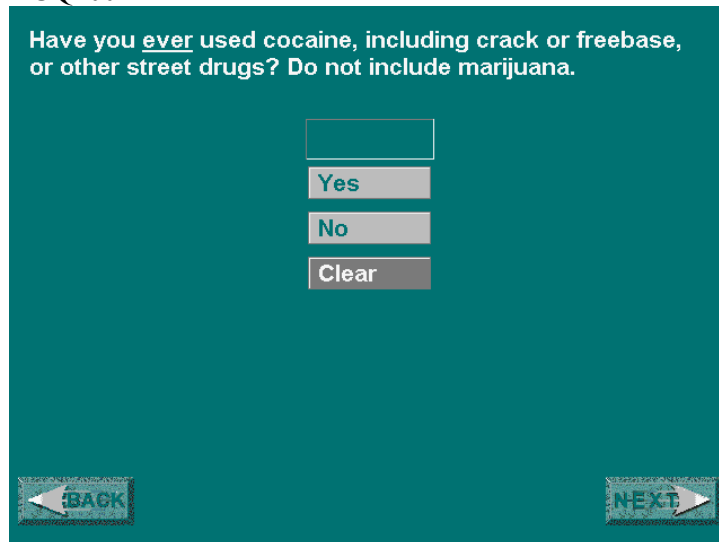 Have you ever used cocaine, including crack or freebase,
or other street drugs? Do not include marijuana.
Yes
No
Clear
BACK
NEXT